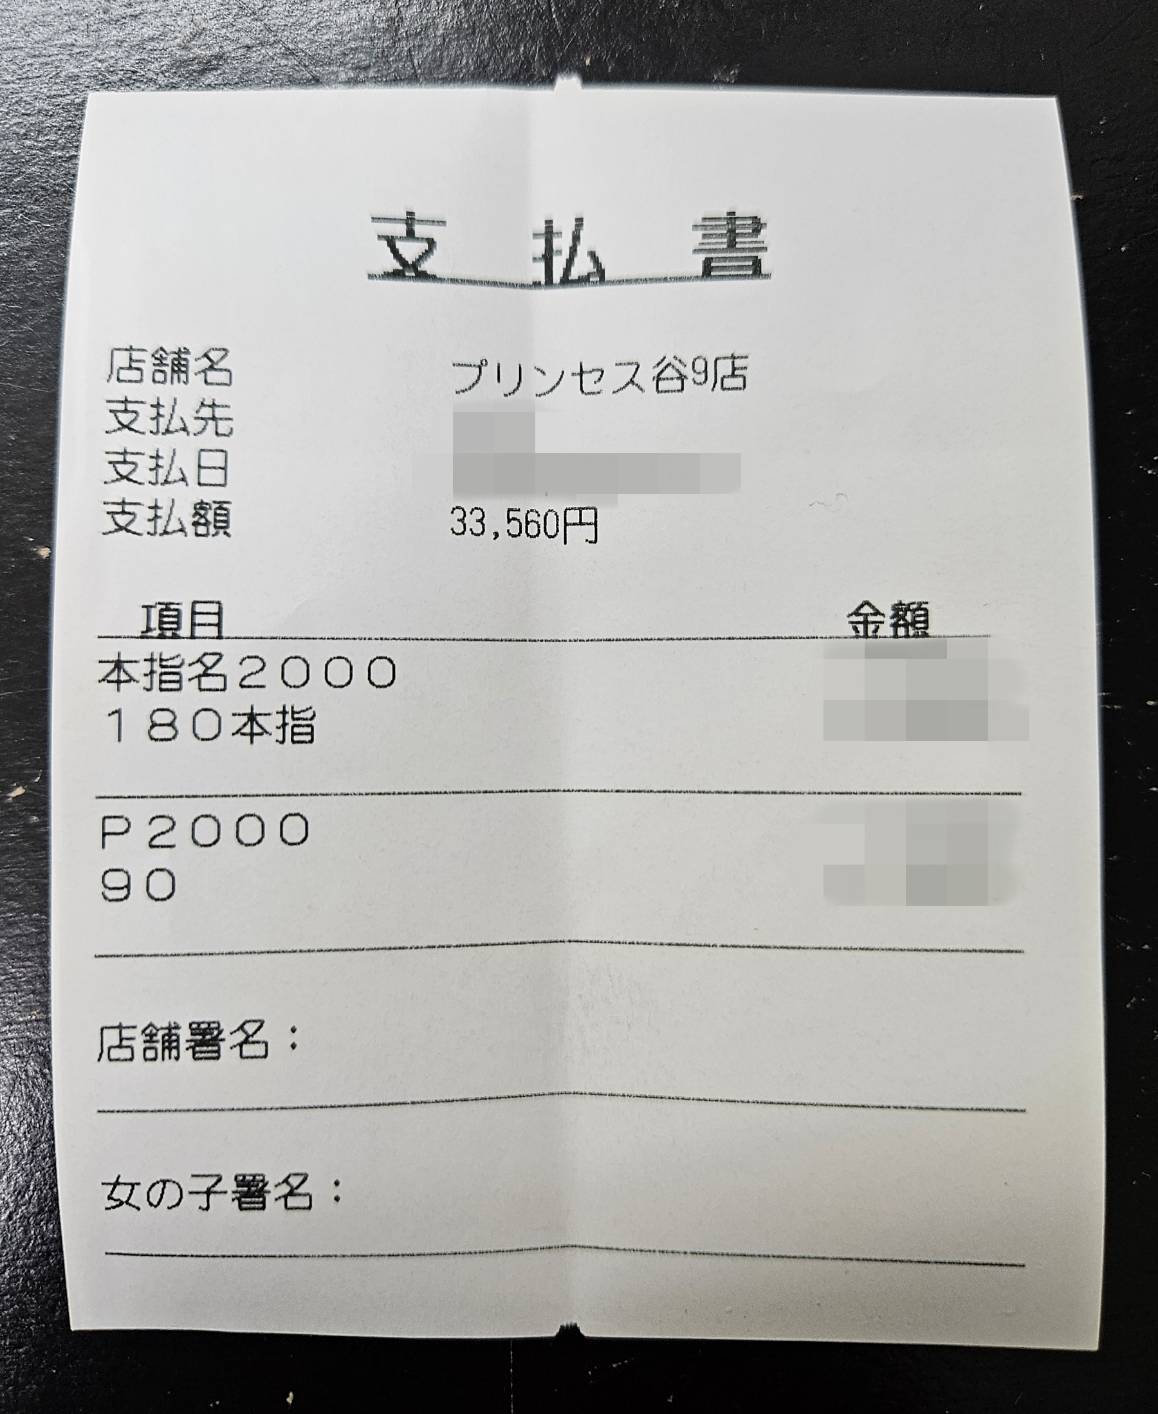 支払書
店舗名 プリンセス谷9店
支払先
支払日
支払額 33,560円
項目 金額
本指名２０００
１８０本指
Ｐ２０００
９０
店舗署名：
女の子署名：